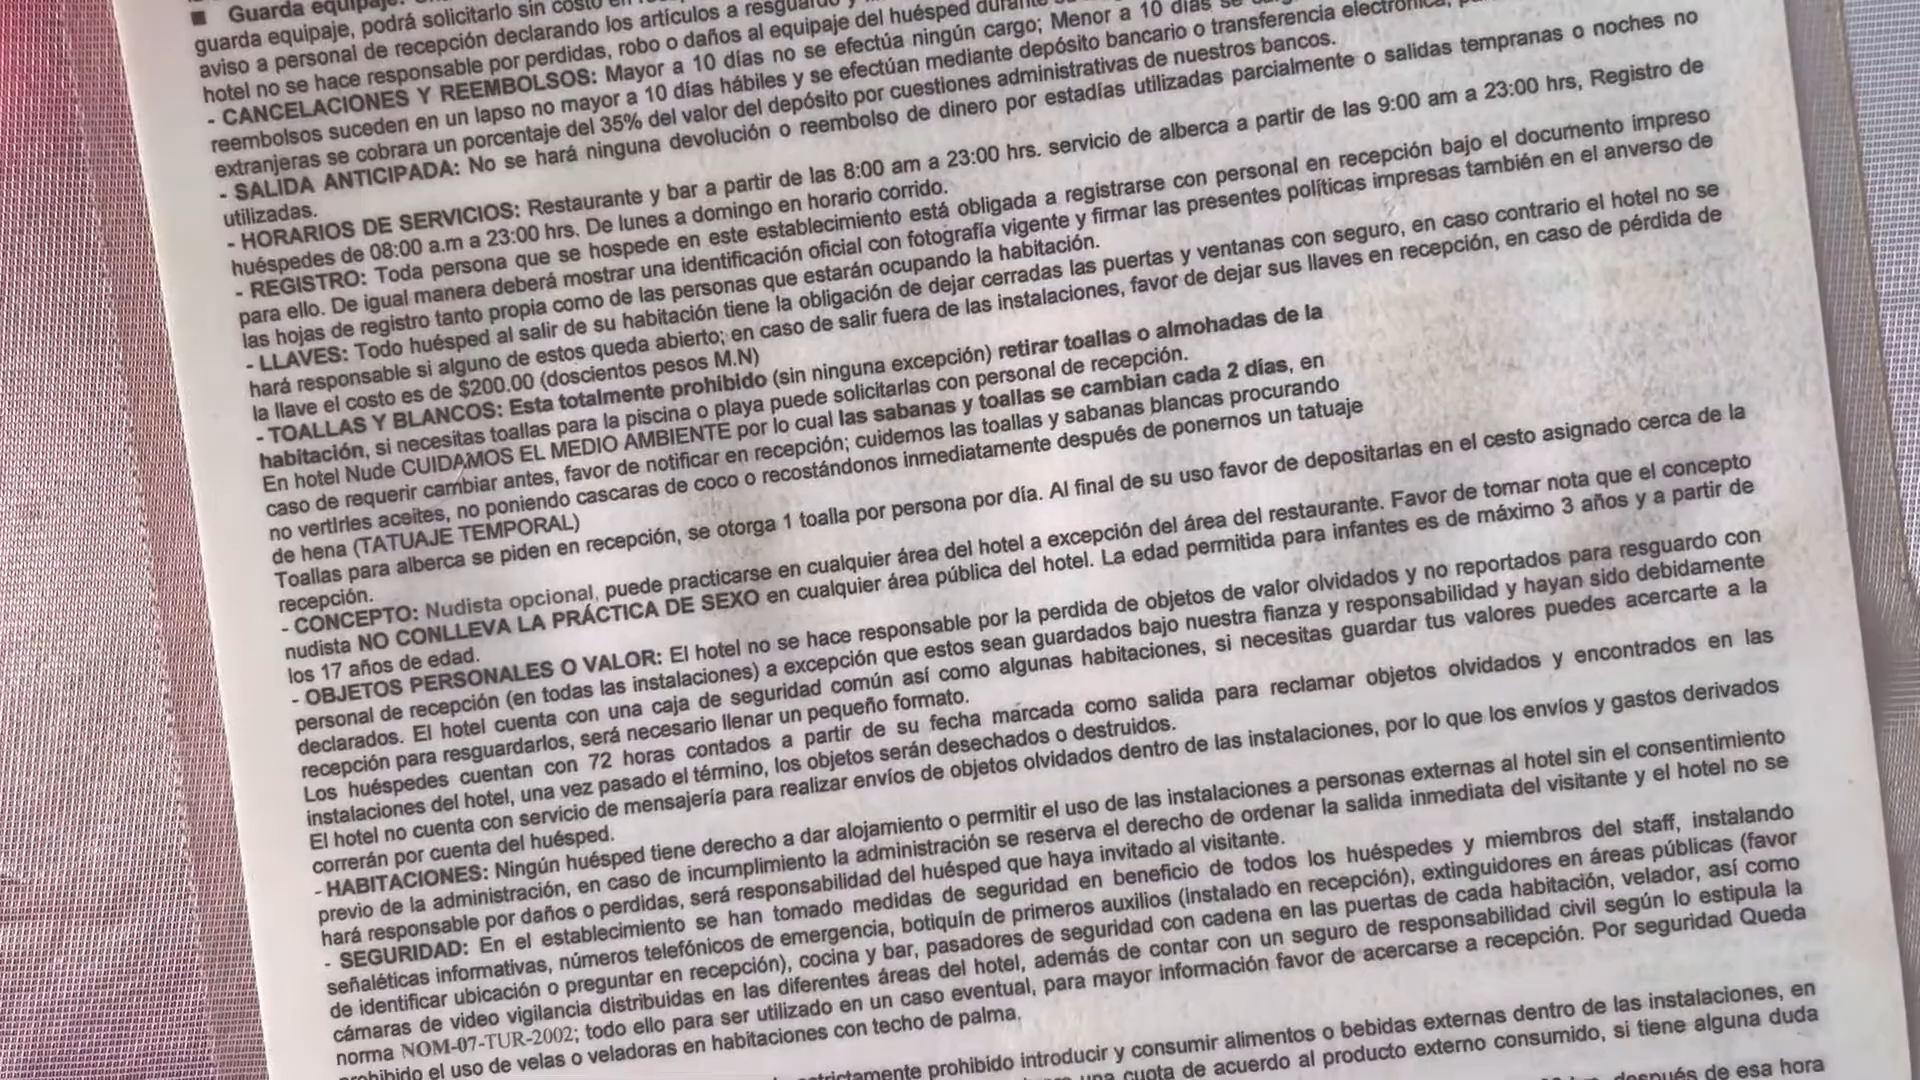 ■ Guarda equipaje:
guarda equipaje, podrá solicitarlo sin costo en
aviso a personal de recepción declarando los artículos a resguardo y
hotel no se hace responsable por perdidas, robo o daños al equipaje del huésped durante
- CANCELACIONES Y REEMBOLSOS: Mayor a 10 días no se efectúa ningún cargo; Menor a 10 días se
reembolsos suceden en un lapso no mayor a 10 días hábiles y se efectúan mediante depósito bancario o transferencia electrónica,
extranjeras se cobrara un porcentaje del 35% del valor del depósito por cuestiones administrativas de nuestros bancos.
- SALIDA ANTICIPADA: No se hará ninguna devolución o reembolso de dinero por estadías utilizadas parcialmente o salidas tempranas o noches no
utilizadas.
- HORARIOS DE SERVICIOS: Restaurante y bar a partir de las 8:00 am a 23:00 hrs. servicio de alberca a partir de las 9:00 am a 23:00 hrs, Registro de
huéspedes de 08:00 a.m a 23:00 hrs. De lunes a domingo en horario corrido.
- REGISTRO: Toda persona que se hospede en este establecimiento está obligada a registrarse con personal en recepción bajo el documento impreso
para ello. De igual manera deberá mostrar una identificación oficial con fotografía vigente y firmar las presentes políticas impresas también en el anverso de
las hojas de registro tanto propia como de las personas que estarán ocupando la habitación.
- LLAVES: Todo huésped al salir de su habitación tiene la obligación de dejar cerradas las puertas y ventanas con seguro, en caso contrario el hotel no se
hará responsable si alguno de estos queda abierto; en caso de salir fuera de las instalaciones, favor de dejar sus llaves en recepción, en caso de pérdida de
la llave el costo es de $200.00 (doscientos pesos M.N)
- TOALLAS Y BLANCOS: Esta totalmente prohibido (sin ninguna excepción) retirar toallas o almohadas de la
habitación, si necesitas toallas para la piscina o playa puede solicitarlas con personal de recepción.
En hotel Nude CUIDAMOS EL MEDIO AMBIENTE por lo cual las sabanas y toallas se cambian cada 2 días, en
caso de requerir cambiar antes, favor de notificar en recepción; cuidemos las toallas y sabanas blancas procurando
no vertirles aceites, no poniendo cascaras de coco o recostándonos inmediatamente después de ponernos un tatuaje
de hena (TATUAJE TEMPORAL)
Toallas para alberca se piden en recepción, se otorga 1 toalla por persona por día. Al final de su uso favor de depositarlas en el cesto asignado cerca de la
recepción.
- CONCEPTO: Nudista opcional, puede practicarse en cualquier área del hotel a excepción del área del restaurante. Favor de tomar nota que el concepto
nudista NO CONLLEVA LA PRÁCTICA DE SEXO en cualquier área pública del hotel. La edad permitida para infantes es de máximo 3 años y a partir de
los 17 años de edad.
- OBJETOS PERSONALES O VALOR: El hotel no se hace responsable por la perdida de objetos de valor olvidados y no reportados para resguardo con
personal de recepción (en todas las instalaciones) a excepción que estos sean guardados bajo nuestra fianza y responsabilidad y hayan sido debidamente
declarados. El hotel cuenta con una caja de seguridad común así como algunas habitaciones, si necesitas guardar tus valores puedes acercarte a la
recepción para resguardarlos, será necesario llenar un pequeño formato.
Los huéspedes cuentan con 72 horas contados a partir de su fecha marcada como salida para reclamar objetos olvidados y encontrados en las
instalaciones del hotel, una vez pasado el término, los objetos serán desechados o destruidos.
El hotel no cuenta con servicio de mensajería para realizar envíos de objetos olvidados dentro de las instalaciones, por lo que los envíos y gastos derivados
correrán por cuenta del huésped.
- HABITACIONES: Ningún huésped tiene derecho a dar alojamiento o permitir el uso de las instalaciones a personas externas al hotel sin el consentimiento
previo de la administración, en caso de incumplimiento la administración se reserva el derecho de ordenar la salida inmediata del visitante y el hotel no se
hará responsable por daños o perdidas, será responsabilidad del huésped que haya invitado al visitante.
- SEGURIDAD: En el establecimiento se han tomado medidas de seguridad en beneficio de todos los huéspedes y miembros del staff, instalando
señaléticas informativas, números telefónicos de emergencia, botiquín de primeros auxilios (instalado en recepción), extinguidores en áreas públicas (favor
de identificar ubicación o preguntar en recepción), cocina y bar, pasadores de seguridad con cadena en las puertas de cada habitación, velador, así como
cámaras de video vigilancia distribuidas en las diferentes áreas del hotel, además de contar con un seguro de responsabilidad civil según lo estipula la
norma NOM-07-TUR-2002; todo ello para ser utilizado en un caso eventual, para mayor información favor de acercarse a recepción. Por seguridad Queda
prohibido el uso de velas o veladoras en habitaciones con techo de palma.
estrictamente prohibido introducir y consumir alimentos o bebidas externas dentro de las instalaciones, en
una cuota de acuerdo al producto externo consumido, si tiene alguna duda
después de esa hora